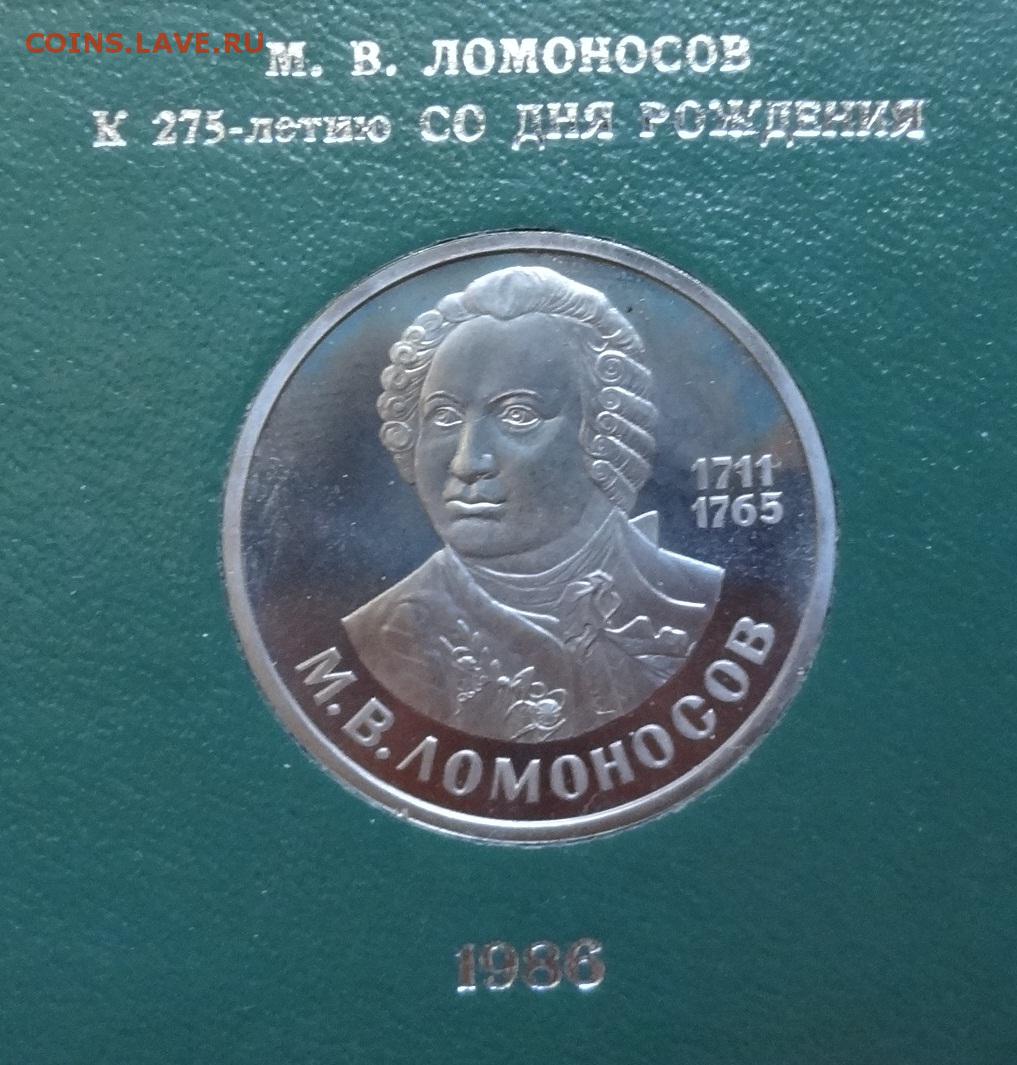 COINS.LAVE.RU
М. В. ЛОМОНОСОВ
К 275-летию СО ДНЯ РОЖДЕНИЯ
1711
1765
М.В.ЛОМОНОСОВ
1986